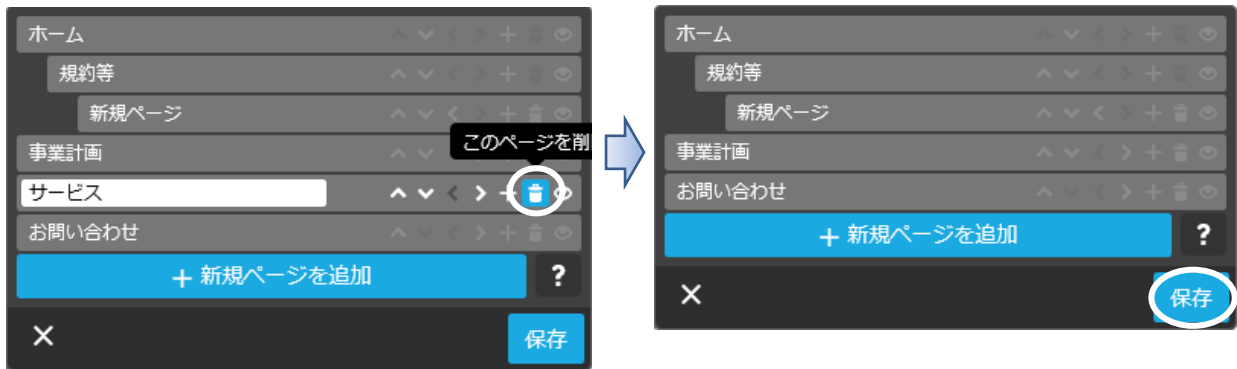 ホーム
規約等
新規ページ
このページを削
事業計画
サービス
お問い合わせ
+ 新規ページを追加
?
×
保存
ホーム
規約等
新規ページ
事業計画
お問い合わせ
+ 新規ページを追加
?
×
保存